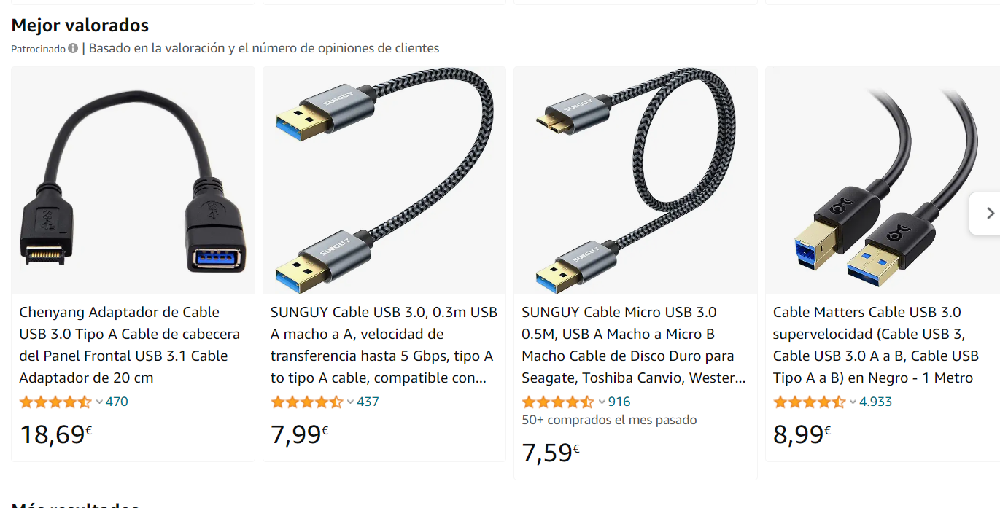 Mejor valorados
Patrocinado | Basado en la valoración y el número de opiniones de clientes
SUNGUY
SUNGUY
SUNGUY
SUNGUY
Chenyang Adaptador de Cable
USB 3.0 Tipo A Cable de cabecera
del Panel Frontal USB 3.1 Cable
Adaptador de 20 cm
470
18,69€
SUNGUY Cable USB 3.0, 0.3m USB
A macho a A, velocidad de
transferencia hasta 5 Gbps, tipo A
to tipo A cable, compatible con...
437
7,99€
SUNGUY Cable Micro USB 3.0
0.5M, USB A Macho a Micro B
Macho Cable de Disco Duro para
Seagate, Toshiba Canvio, Wester...
916
50+ comprados el mes pasado
7,59€
Cable Matters Cable USB 3.0
supervelocidad (Cable USB 3,
Cable USB 3.0 A a B, Cable USB
Tipo A a B) en Negro - 1 Metro
4.933
8,99€
Más resultados